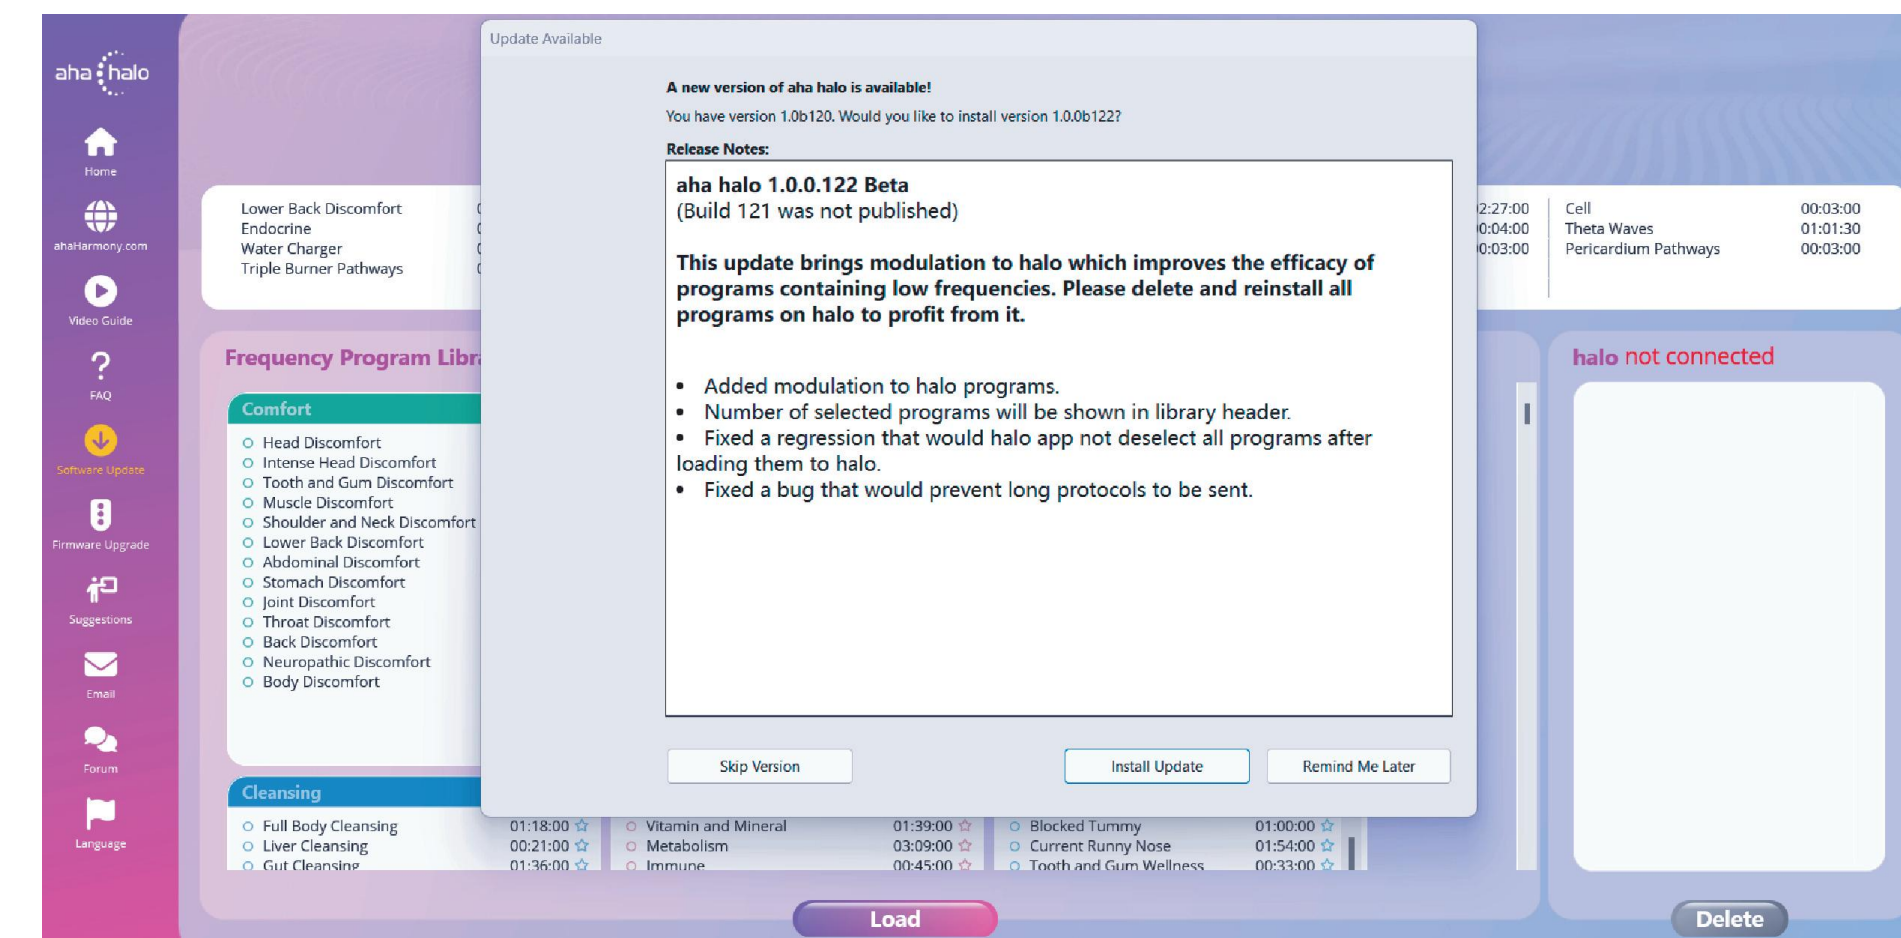 aha halo
Home
ahaHarmony.com
Video Guide
FAQ
Software Update
Firmware Upgrade
Suggestions
Email
Forum
Language
Update Available
A new version of aha halo is available!
You have version 1.0b120. Would you like to install version 1.0.0b122?
Release Notes:
aha halo 1.0.0.122 Beta
(Build 121 was not published)
This update brings modulation to halo which improves the efficacy of
programs containing low frequencies. Please delete and reinstall all
programs on halo to profit from it.
• Added modulation to halo programs.
• Number of selected programs will be shown in library header.
• Fixed a regression that would halo app not deselect all programs after
loading them to halo.
• Fixed a bug that would prevent long protocols to be sent.
Skip Version
Install Update
Remind Me Later
Lower Back Discomfort
Endocrine
Water Charger
Triple Burner Pathways
2:27:00
0:04:00
0:03:00
Cell 00:03:00
Theta Waves 01:01:30
Pericardium Pathways 00:03:00
Frequency Program Libr
Comfort
Head Discomfort
Intense Head Discomfort
Tooth and Gum Discomfort
Muscle Discomfort
Shoulder and Neck Discomfort
Lower Back Discomfort
Abdominal Discomfort
Stomach Discomfort
Joint Discomfort
Throat Discomfort
Back Discomfort
Neuropathic Discomfort
Body Discomfort
Cleansing
Full Body Cleansing 01:18:00
Liver Cleansing 00:21:00
Gut Cleansing 01:36:00
Vitamin and Mineral 01:39:00
Metabolism 03:09:00
Immune 00:45:00
Blocked Tummy 01:00:00
Current Runny Nose 01:54:00
Tooth and Gum Wellness 00:33:00
halo not connected
Load
Delete